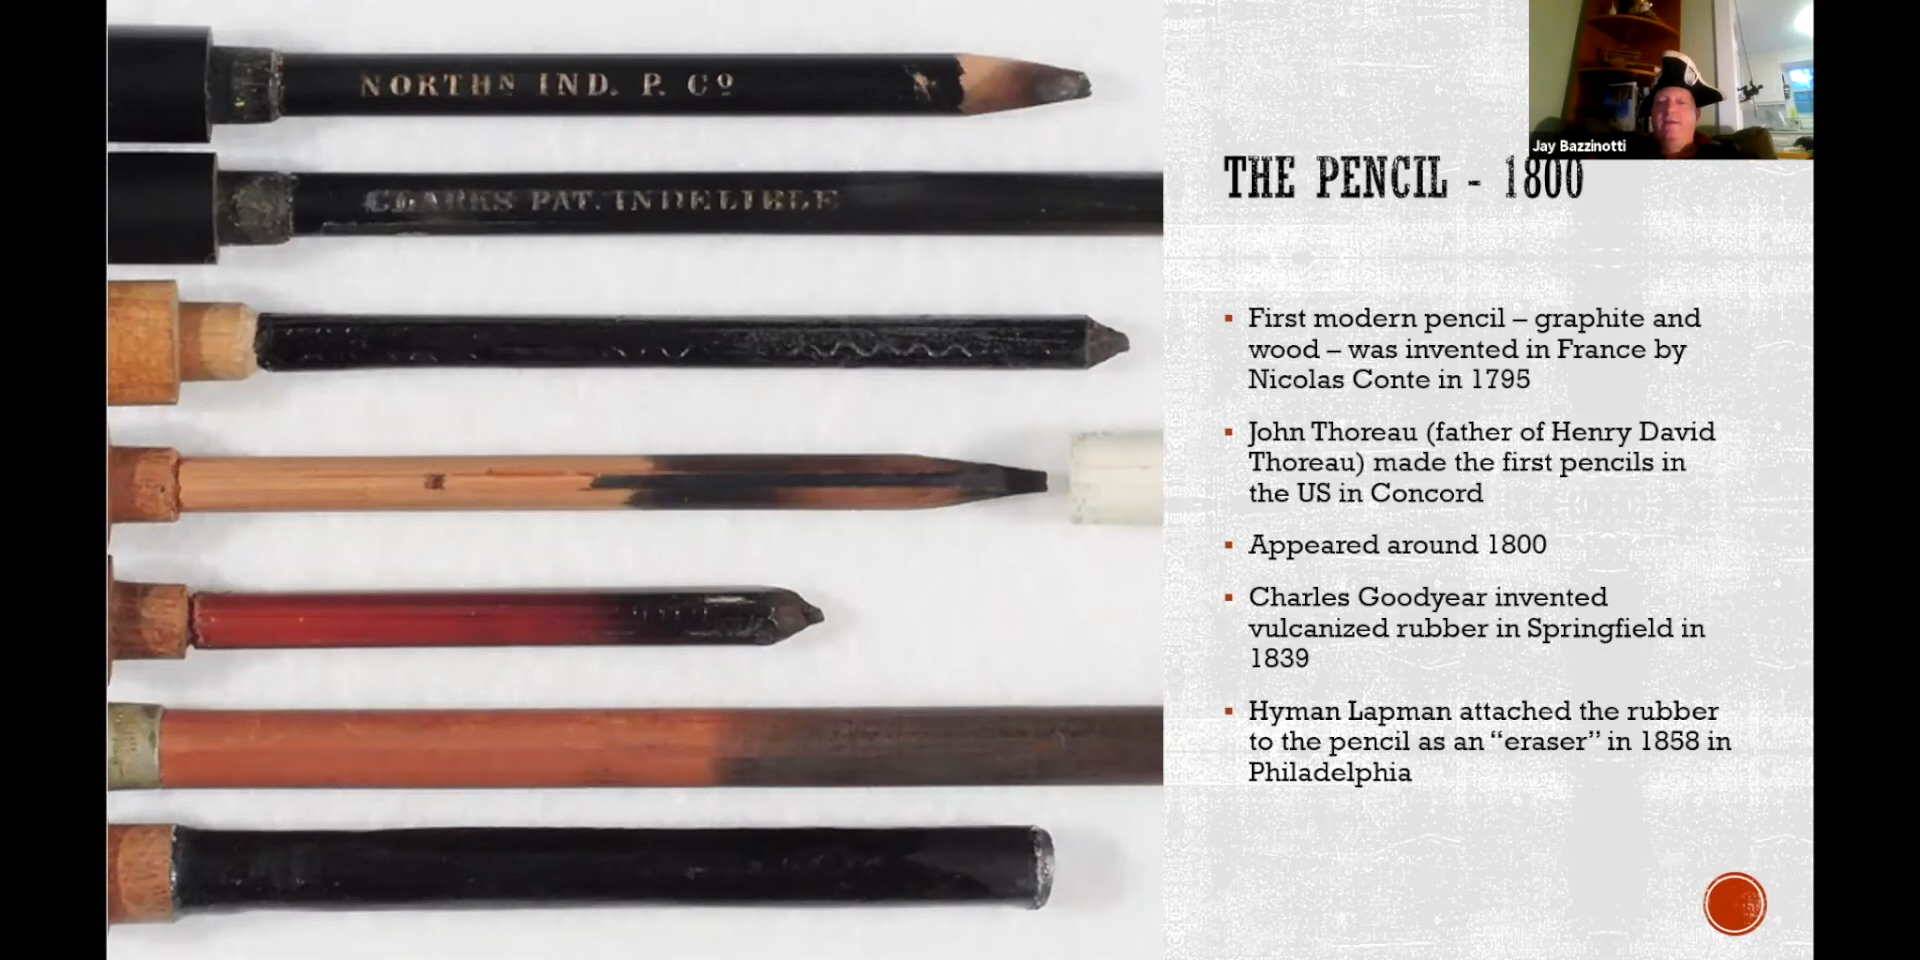 NORTHN IND. P. Co
CLARKS PAT. INDELIBLE
Jay Bazzinotti
THE PENCIL - 1800
▪ First modern pencil – graphite and
wood – was invented in France by
Nicolas Conte in 1795
▪ John Thoreau (father of Henry David
Thoreau) made the first pencils in
the US in Concord
▪ Appeared around 1800
▪ Charles Goodyear invented
vulcanized rubber in Springfield in
1839
▪ Hyman Lapman attached the rubber
to the pencil as an “eraser” in 1858 in
Philadelphia